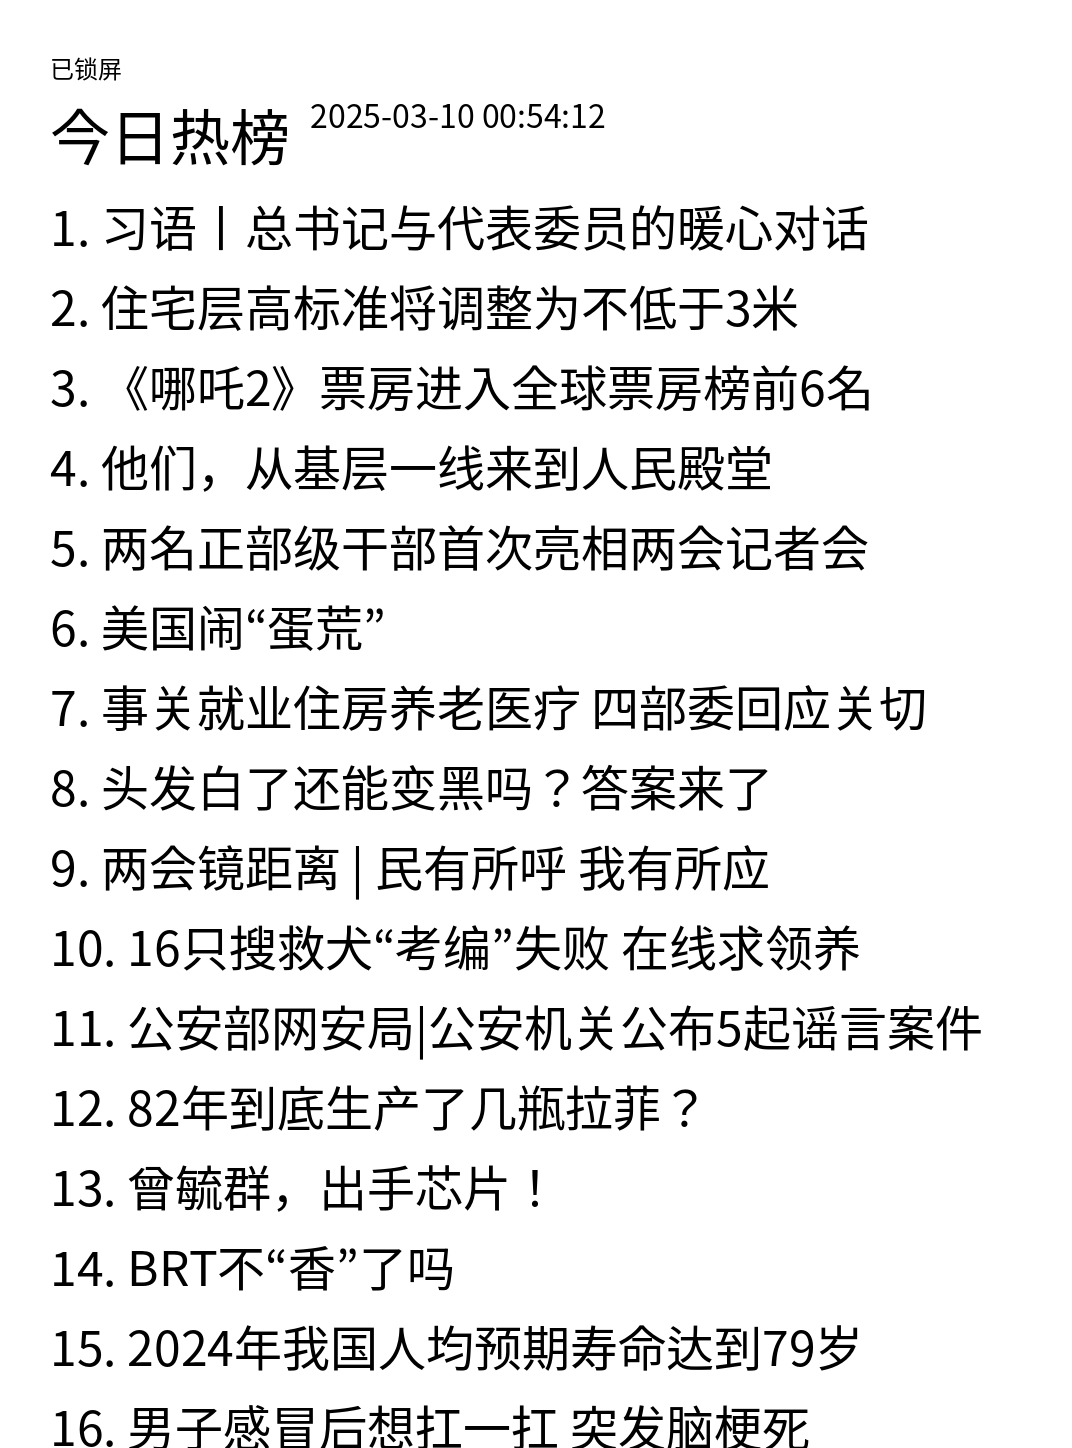 已锁屏
今日热榜 2025-03-10 00:54:12
1. 习语丨总书记与代表委员的暖心对话
2. 住宅层高标准将调整为不低于3米
3. 《哪吒2》票房进入全球票房榜前6名
4. 他们，从基层一线来到人民殿堂
5. 两名正部级干部首次亮相两会记者会
6. 美国闹“蛋荒”
7. 事关就业住房养老医疗 四部委回应关切
8. 头发白了还能变黑吗？答案来了
9. 两会镜距离 | 民有所呼 我有所应
10. 16只搜救犬“考编”失败 在线求领养
11. 公安部网安局|公安机关公布5起谣言案件
12. 82年到底生产了几瓶拉菲？
13. 曾毓群，出手芯片！
14. BRT不“香”了吗
15. 2024年我国人均预期寿命达到79岁
16. 男子感冒后想扛一扛 突发脑梗死